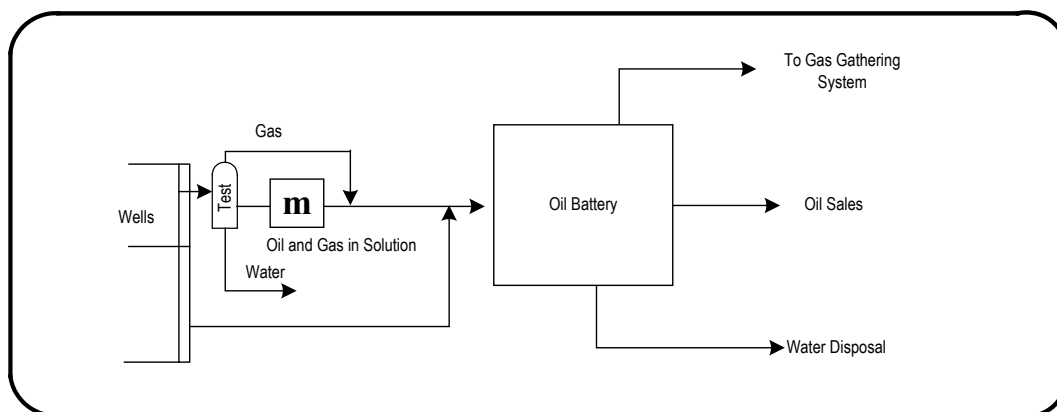 To Gas Gathering
System
Gas
Test
Wells
m
Oil Battery
Oil Sales
Oil and Gas in Solution
Water
Water Disposal